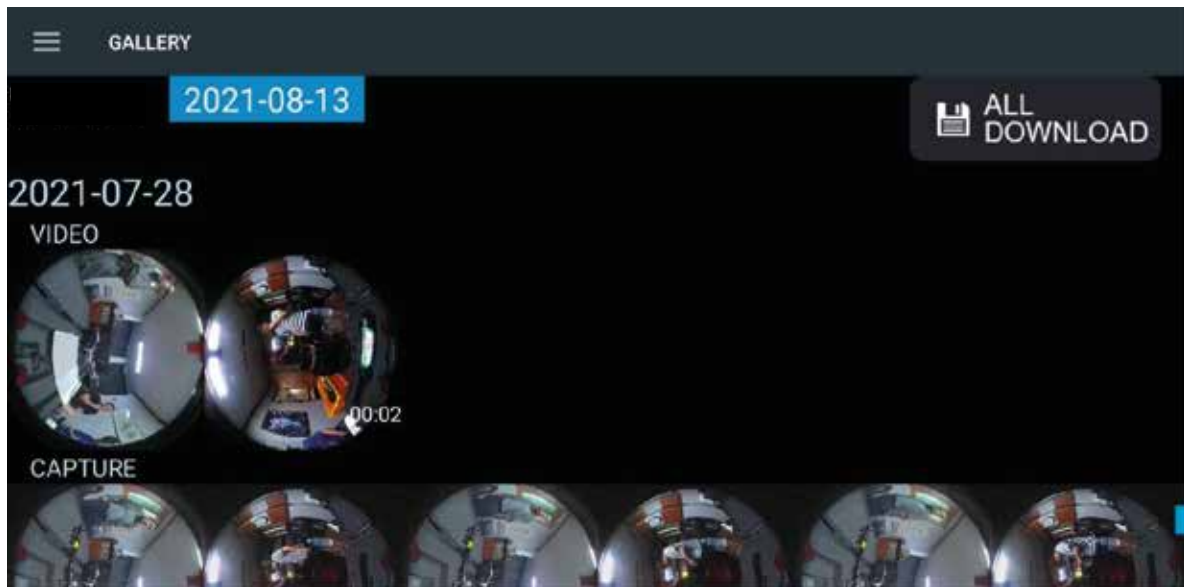 GALLERY
2021-08-13
ALL
DOWNLOAD
2021-07-28
VIDEO
00:02
CAPTURE